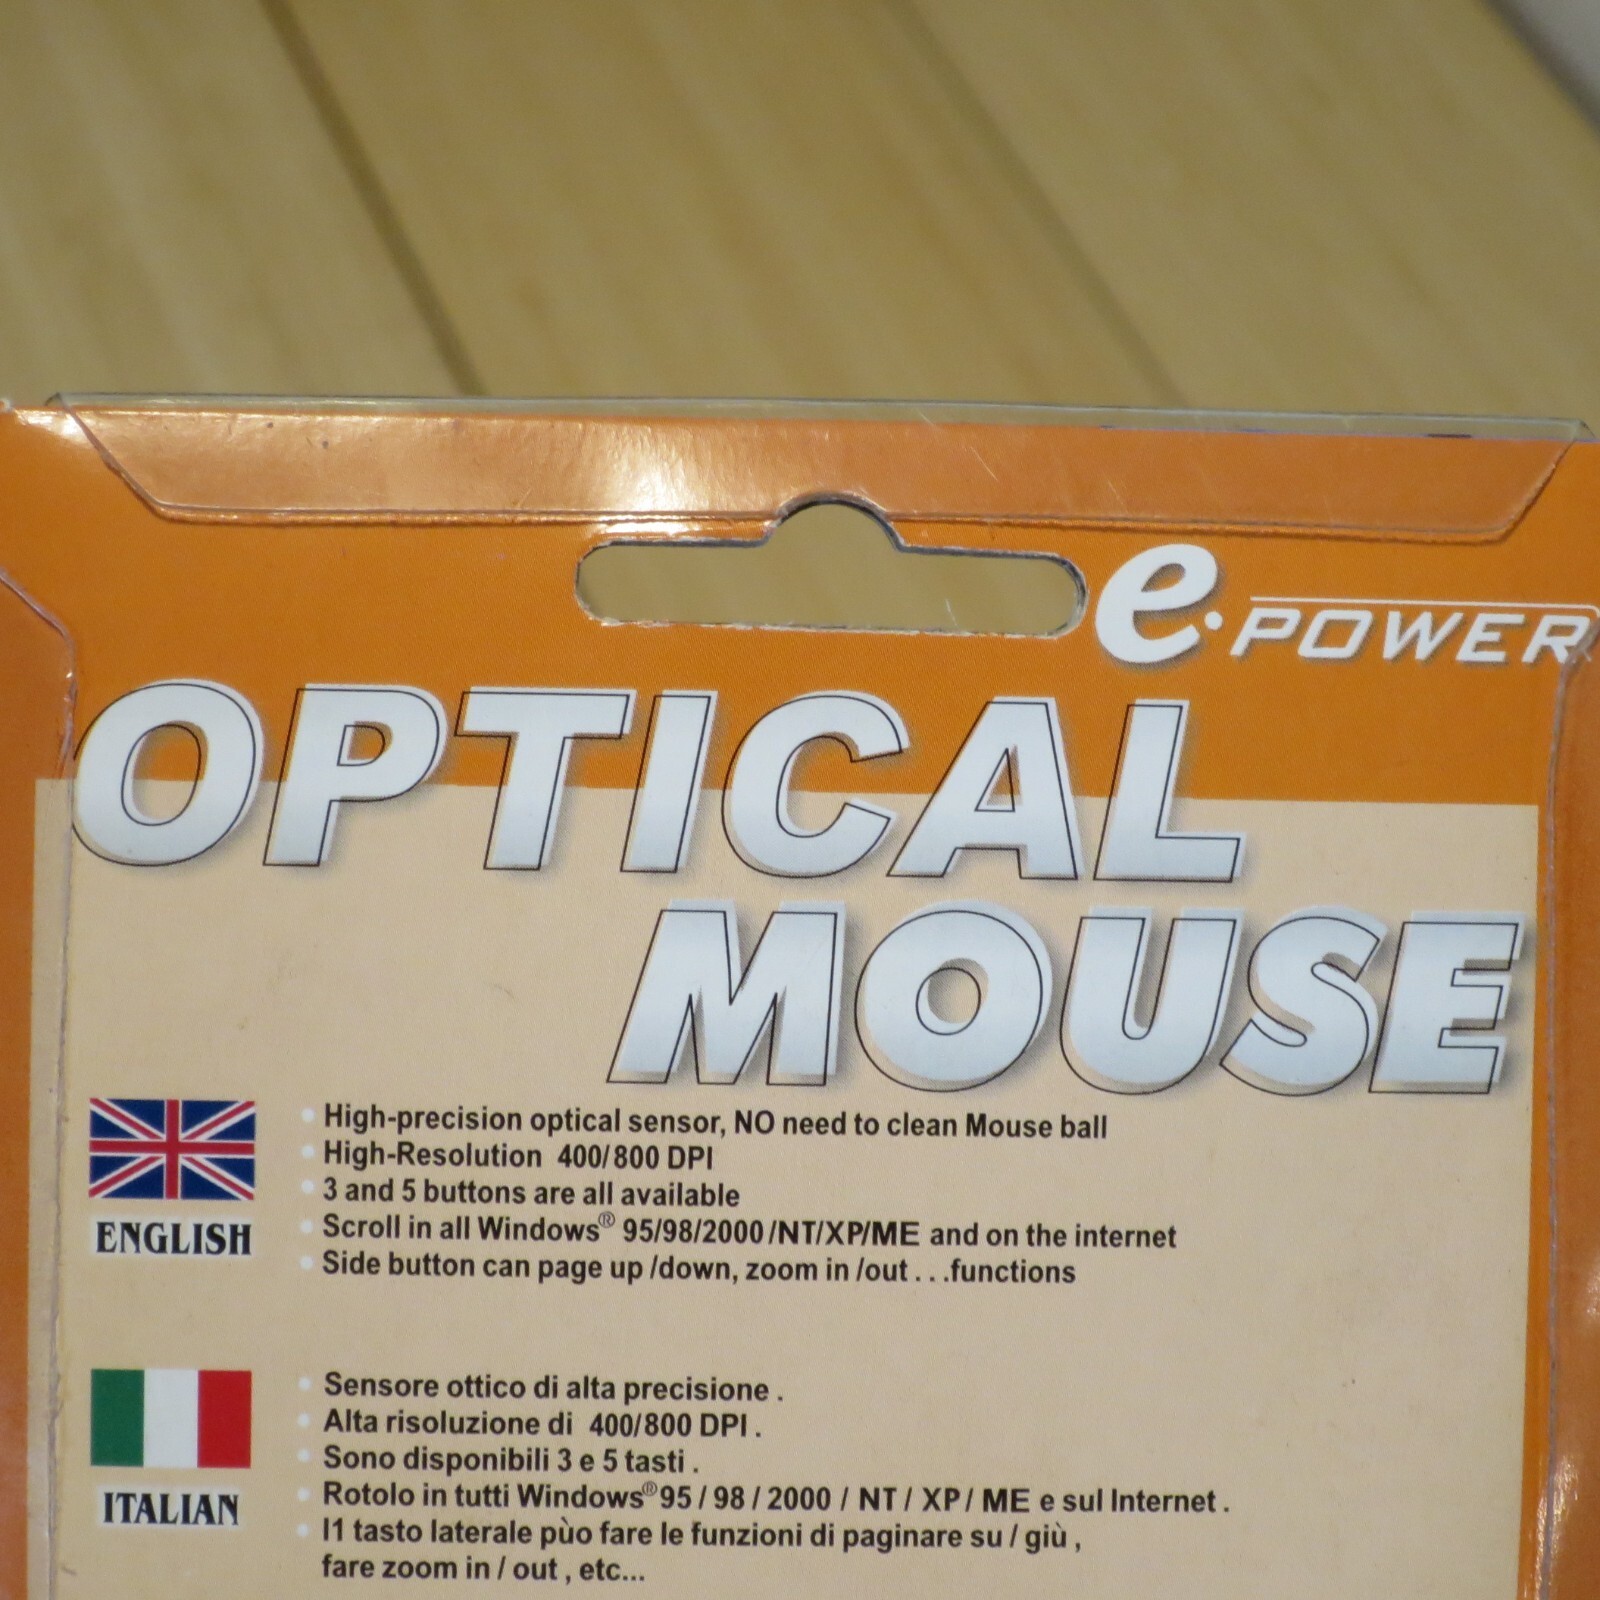 e·POWER
OPTICAL
MOUSE
ENGLISH
• High-precision optical sensor, NO need to clean Mouse ball
• High-Resolution 400/800 DPI
• 3 and 5 buttons are all available
• Scroll in all Windows® 95/98/2000/NT/XP/ME and on the internet
• Side button can page up /down, zoom in /out...functions
ITALIAN
• Sensore ottico di alta precisione .
• Alta risoluzione di 400/800 DPI .
• Sono disponibili 3 e 5 tasti .
• Rotolo in tutti Windows® 95 / 98 / 2000 / NT / XP / ME e sul Internet .
• I1 tasto laterale pùo fare le funzioni di paginare su / giù ,
fare zoom in / out , etc...